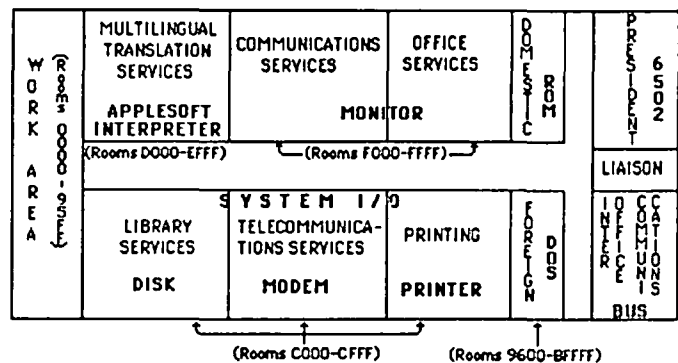 WORK AREA
(Rooms 0000-95FF)
MULTILINGUAL
TRANSLATION
SERVICES
APPLESOFT
INTERPRETER
COMMUNICATIONS
SERVICES
OFFICE
SERVICES
MONITOR
DOMESTIC
ROM
PRESIDENT
6502
(Rooms D000-EFFF)
(Rooms F000-FFFF)
LIAISON
SYSTEM I/O
LIBRARY
SERVICES
DISK
TELECOMMUNICA-
TIONS SERVICES
MODEM
PRINTING
PRINTER
FOREIGN
DOS
INTER
OFFICE
COMMUNI
CATIONS
BUS
(Rooms C000-CFFF)
(Rooms 9600-BFFFF)